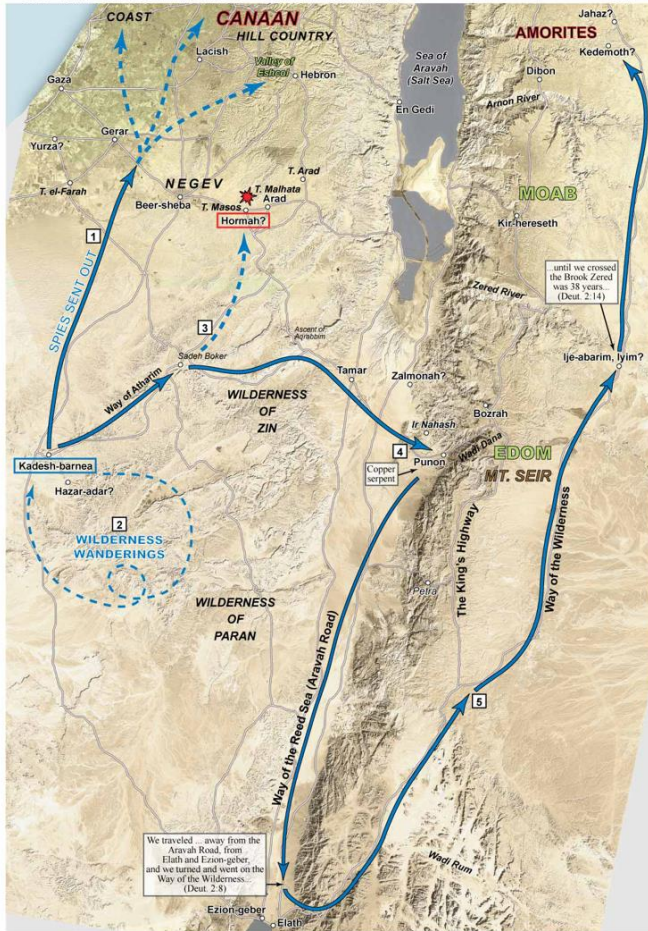 COAST
CANAAN
HILL COUNTRY
Lacish
Valley of
Eshcol
Hebron
Gaza
Gerar
Yurza?
T. el-Farah
NEGEV
Beer-sheba
T. Arad
T. Malhata
T. Masos
Arad
Hormah?
Sea of
Aravah
(Salt Sea)
En Gedi
AMORITES
Jahaz?
Kedemoth?
Dibon
Arnon River
MOAB
Kir-hereseth
...until we crossed
the Brook Zered
was 38 years...
(Deut. 2:14)
Zered River
Ije-abarim, Iyim?
1
SPIES SENT OUT
3
Sadeh Boker
Ascent of
Aqrabbim
Way of Atharim
Tamar
Zalmonah?
WILDERNESS
OF
ZIN
Bozrah
Ir Nahash
4
Punon
Wadi Dana
EDOM
MT. SEIR
Copper
serpent
Kadesh-barnea
Hazar-adar?
2
WILDERNESS
WANDERINGS
WILDERNESS
OF
PARAN
Petra
The King's Highway
Way of the Wilderness
Way of the Reed Sea (Aravah Road)
5
We traveled ... away from the
Aravah Road, from
Elath and Ezion-geber,
and we turned and went on the
Way of the Wilderness...
(Deut. 2:8)
Wadi Rum
Ezion-geber
Elath